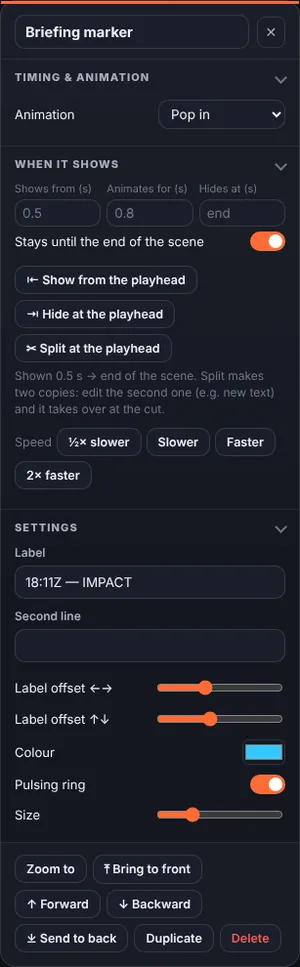 Briefing marker ✕
TIMING & ANIMATION
Animation Pop in
WHEN IT SHOWS
Shows from (s) Animates for (s) Hides at (s)
0.5 0.8 end
Stays until the end of the scene
⇤ Show from the playhead
⇥ Hide at the playhead
✂ Split at the playhead
Shown 0.5 s → end of the scene. Split makes
two copies: edit the second one (e.g. new text)
and it takes over at the cut.
Speed ½× slower Slower Faster
2× faster
SETTINGS
Label
18:11Z — IMPACT
Second line
Label offset ←→
Label offset ↑↓
Colour
Pulsing ring
Size
Zoom to ⤒ Bring to front
↑ Forward ↓ Backward
⤓ Send to back Duplicate Delete